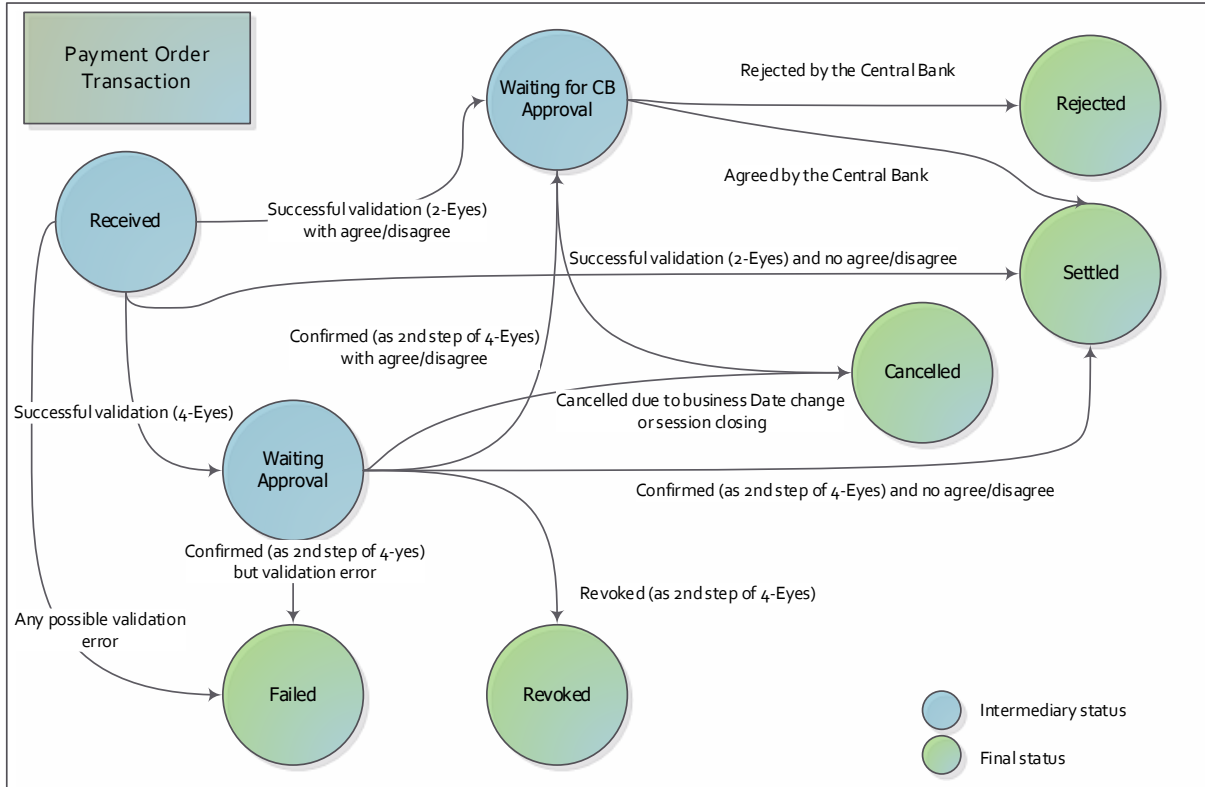 Payment Order
Transaction
Waiting for CB
Approval
Rejected by the Central Bank
Rejected
Agreed by the Central Bank
Received
Successful validation (2-Eyes)
with agree/disagree
Successful validation (2-Eyes) and no agree/disagree
Settled
Confirmed (as 2nd step of 4-Eyes)
with agree/disagree
Cancelled
Cancelled due to business Date change
or session closing
Successful validation (4-Eyes)
Waiting
Approval
Confirmed (as 2nd step of 4-Eyes) and no agree/disagree
Confirmed (as 2nd step of 4-yes)
but validation error
Revoked (as 2nd step of 4-Eyes)
Any possible validation
error
Failed
Revoked
Intermediary status
Final status